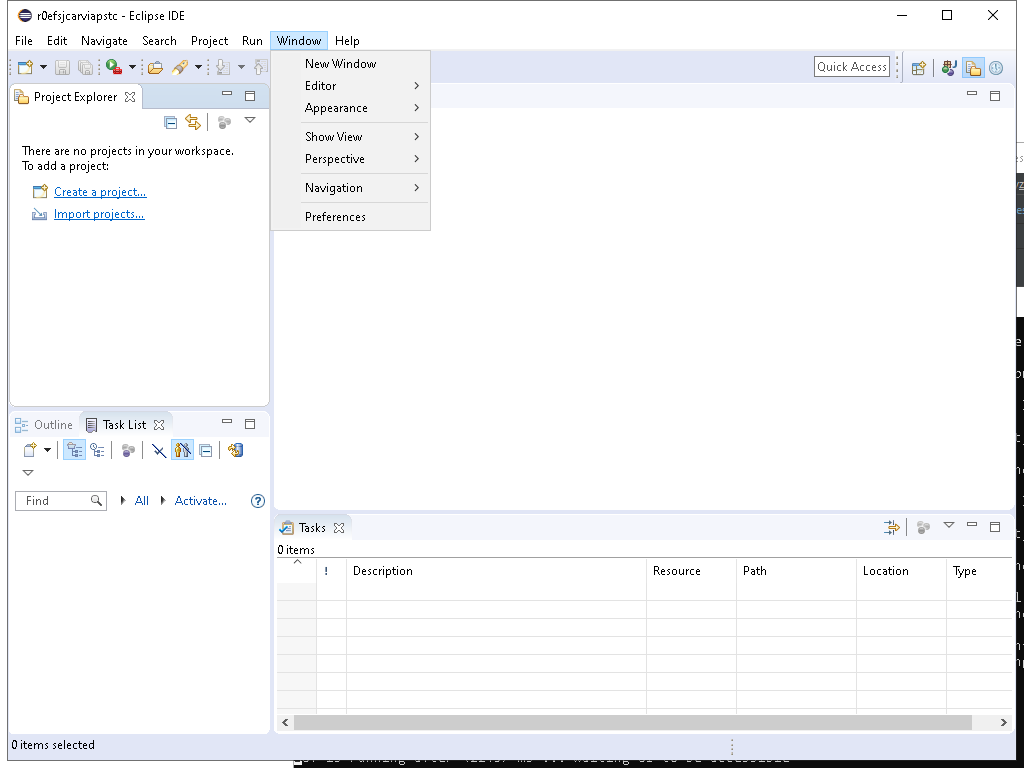 r0efsjcarviapstc - Eclipse IDE
File Edit Navigate Search Project Run Window Help
New Window
Editor
Appearance
Show View
Perspective
Navigation
Preferences
Quick Access
Project Explorer
There are no projects in your workspace.
To add a project:
Create a project...
Import projects...
Outline Task List
Find All Activate...
Tasks
0 items
! Description Resource Path Location Type
0 items selected